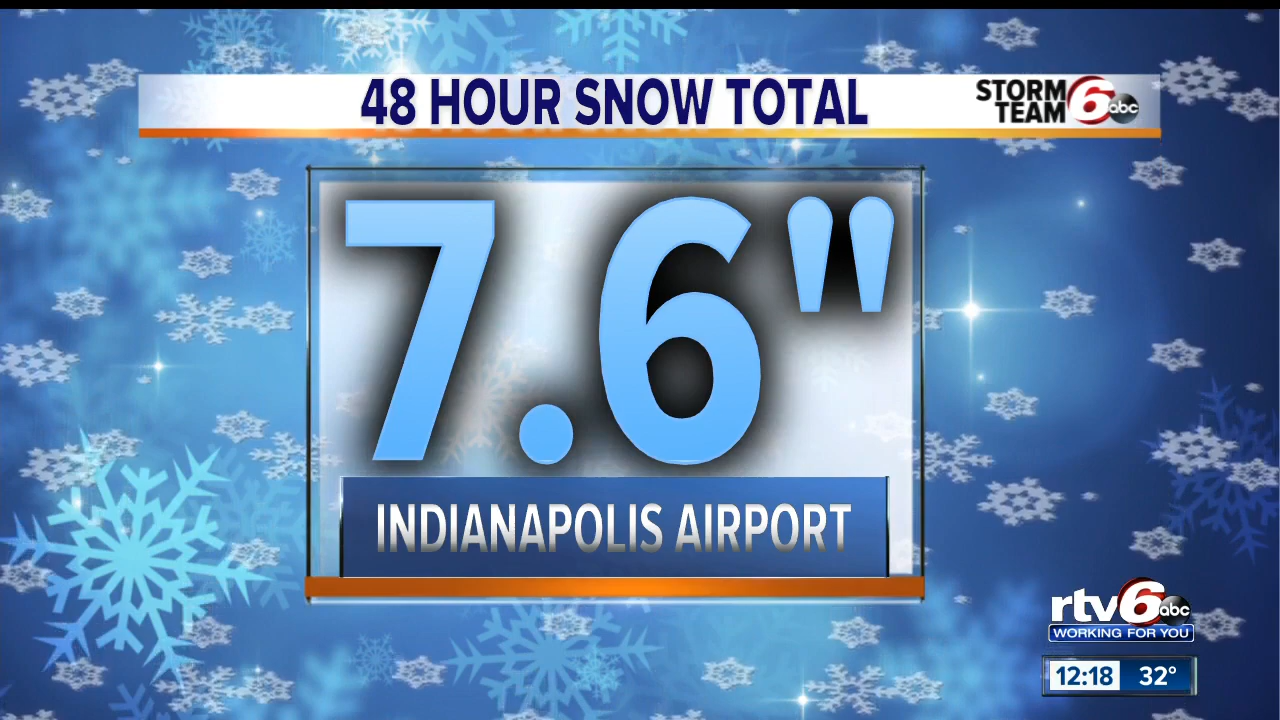 48 HOUR SNOW TOTAL
STORM
TEAM 6 abc
7.6"
INDIANAPOLIS AIRPORT
rtv6 abc
WORKING FOR YOU
12:18 32°